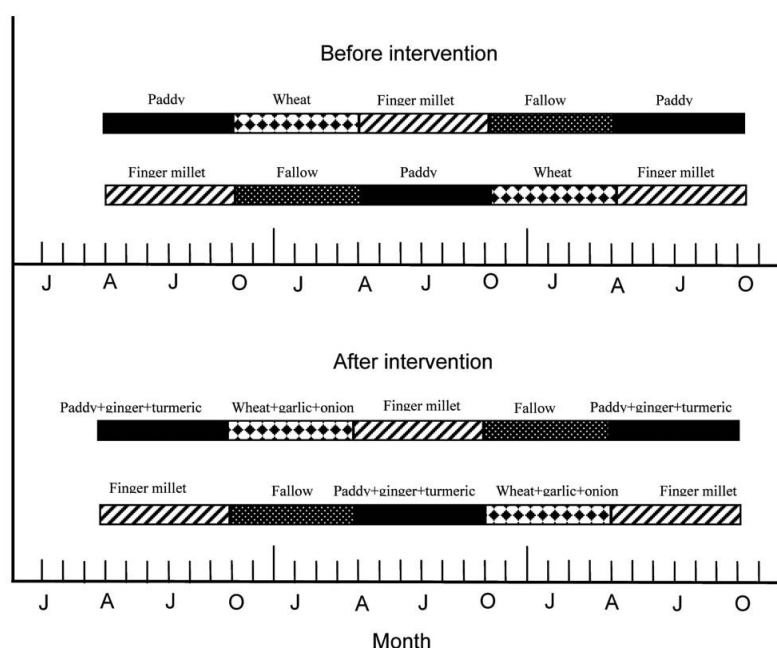 Before intervention
Paddy Wheat Finger millet Fallow Paddy
Finger millet Fallow Paddy Wheat Finger millet
J A J O J A J O J A J O
After intervention
Paddy+ginger+turmeric Wheat+garlic+onion Finger millet Fallow Paddy+ginger+turmeric
Finger millet Fallow Paddy+ginger+turmeric Wheat+garlic+onion Finger millet
J A J O J A J O J A J O
Month